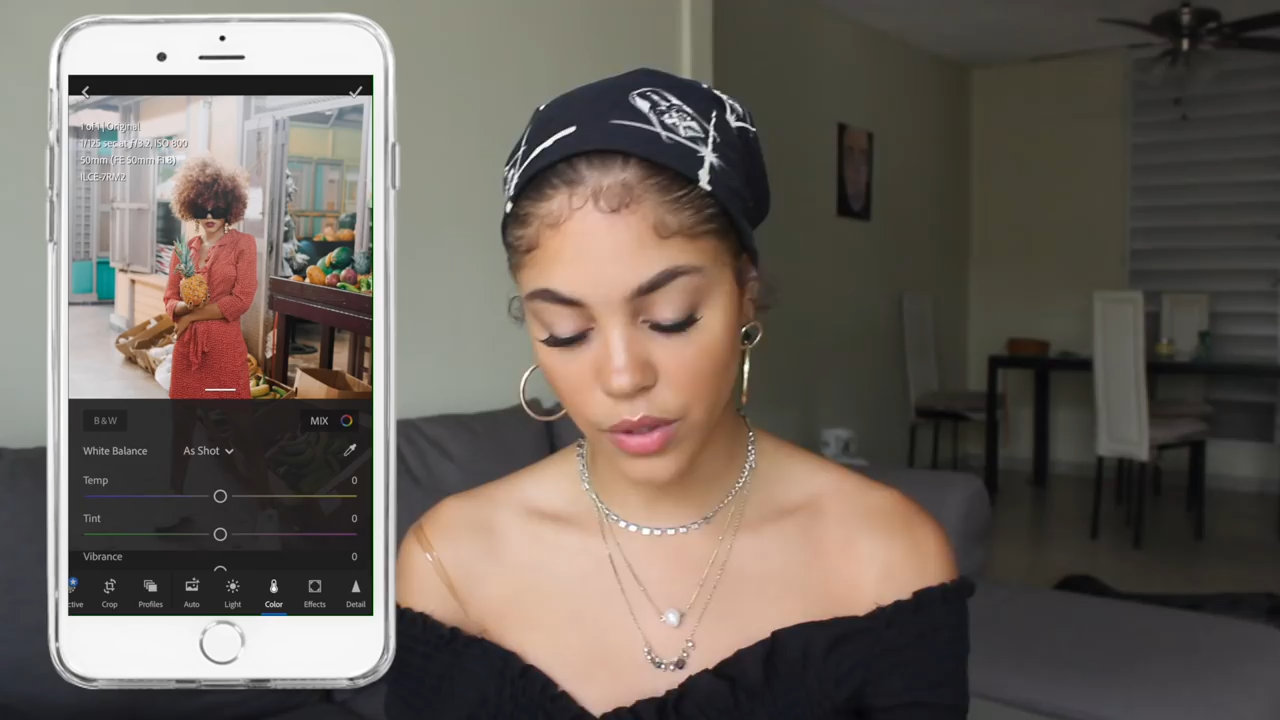 1 of 1 | Original
1/125 sec at f/3.2, ISO 800
50mm (FE 50mm F1.8)
ILCE-7RM2
B & W
MIX
White Balance
As Shot
Temp
0
Tint
0
Vibrance
0
ctive
Crop
Profiles
Auto
Light
Color
Effects
Detail